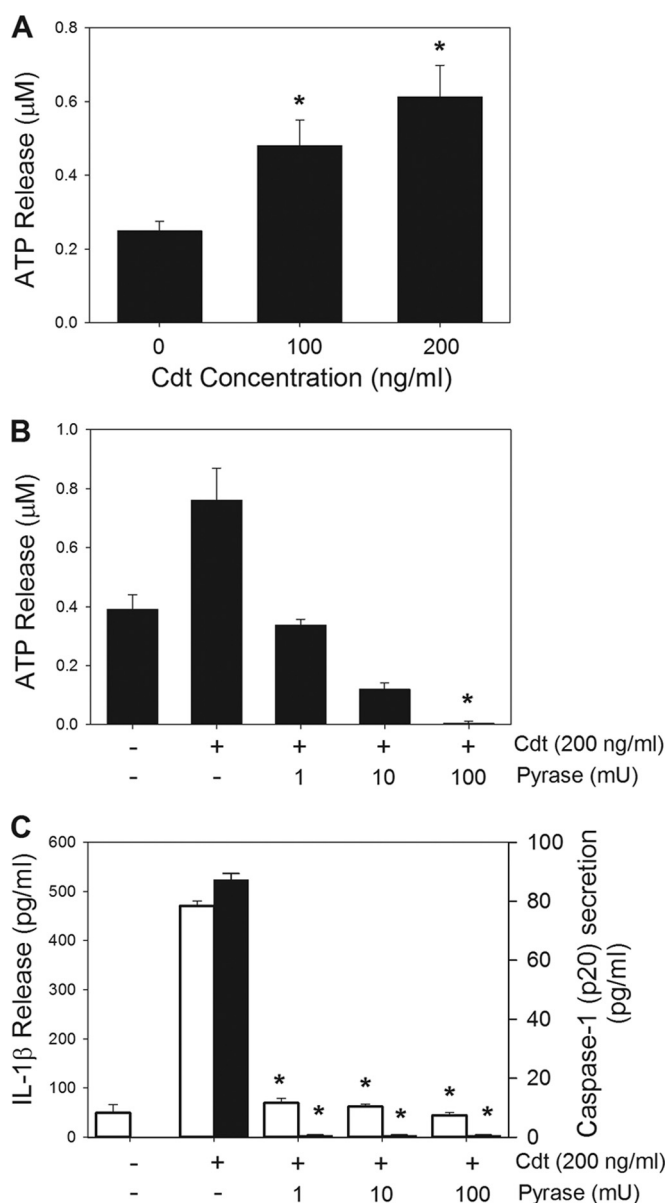 A
ATP Release (μM)
0.8
0.6
0.4
0.2
0.0
*
*
0 100 200
Cdt Concentration (ng/ml)
B
ATP Release (μM)
1.0
0.8
0.6
0.4
0.2
0.0
*
- + + + + Cdt (200 ng/ml)
- - 1 10 100 Pyrase (mU)
C
IL-1β Release (pg/ml)
600
500
400
300
200
100
0
* * * * * *
100
80
60
40
20
0
Caspase-1 (p20) secretion
(pg/ml)
- + + + + Cdt (200 ng/ml)
- - 1 10 100 Pyrase (mU)